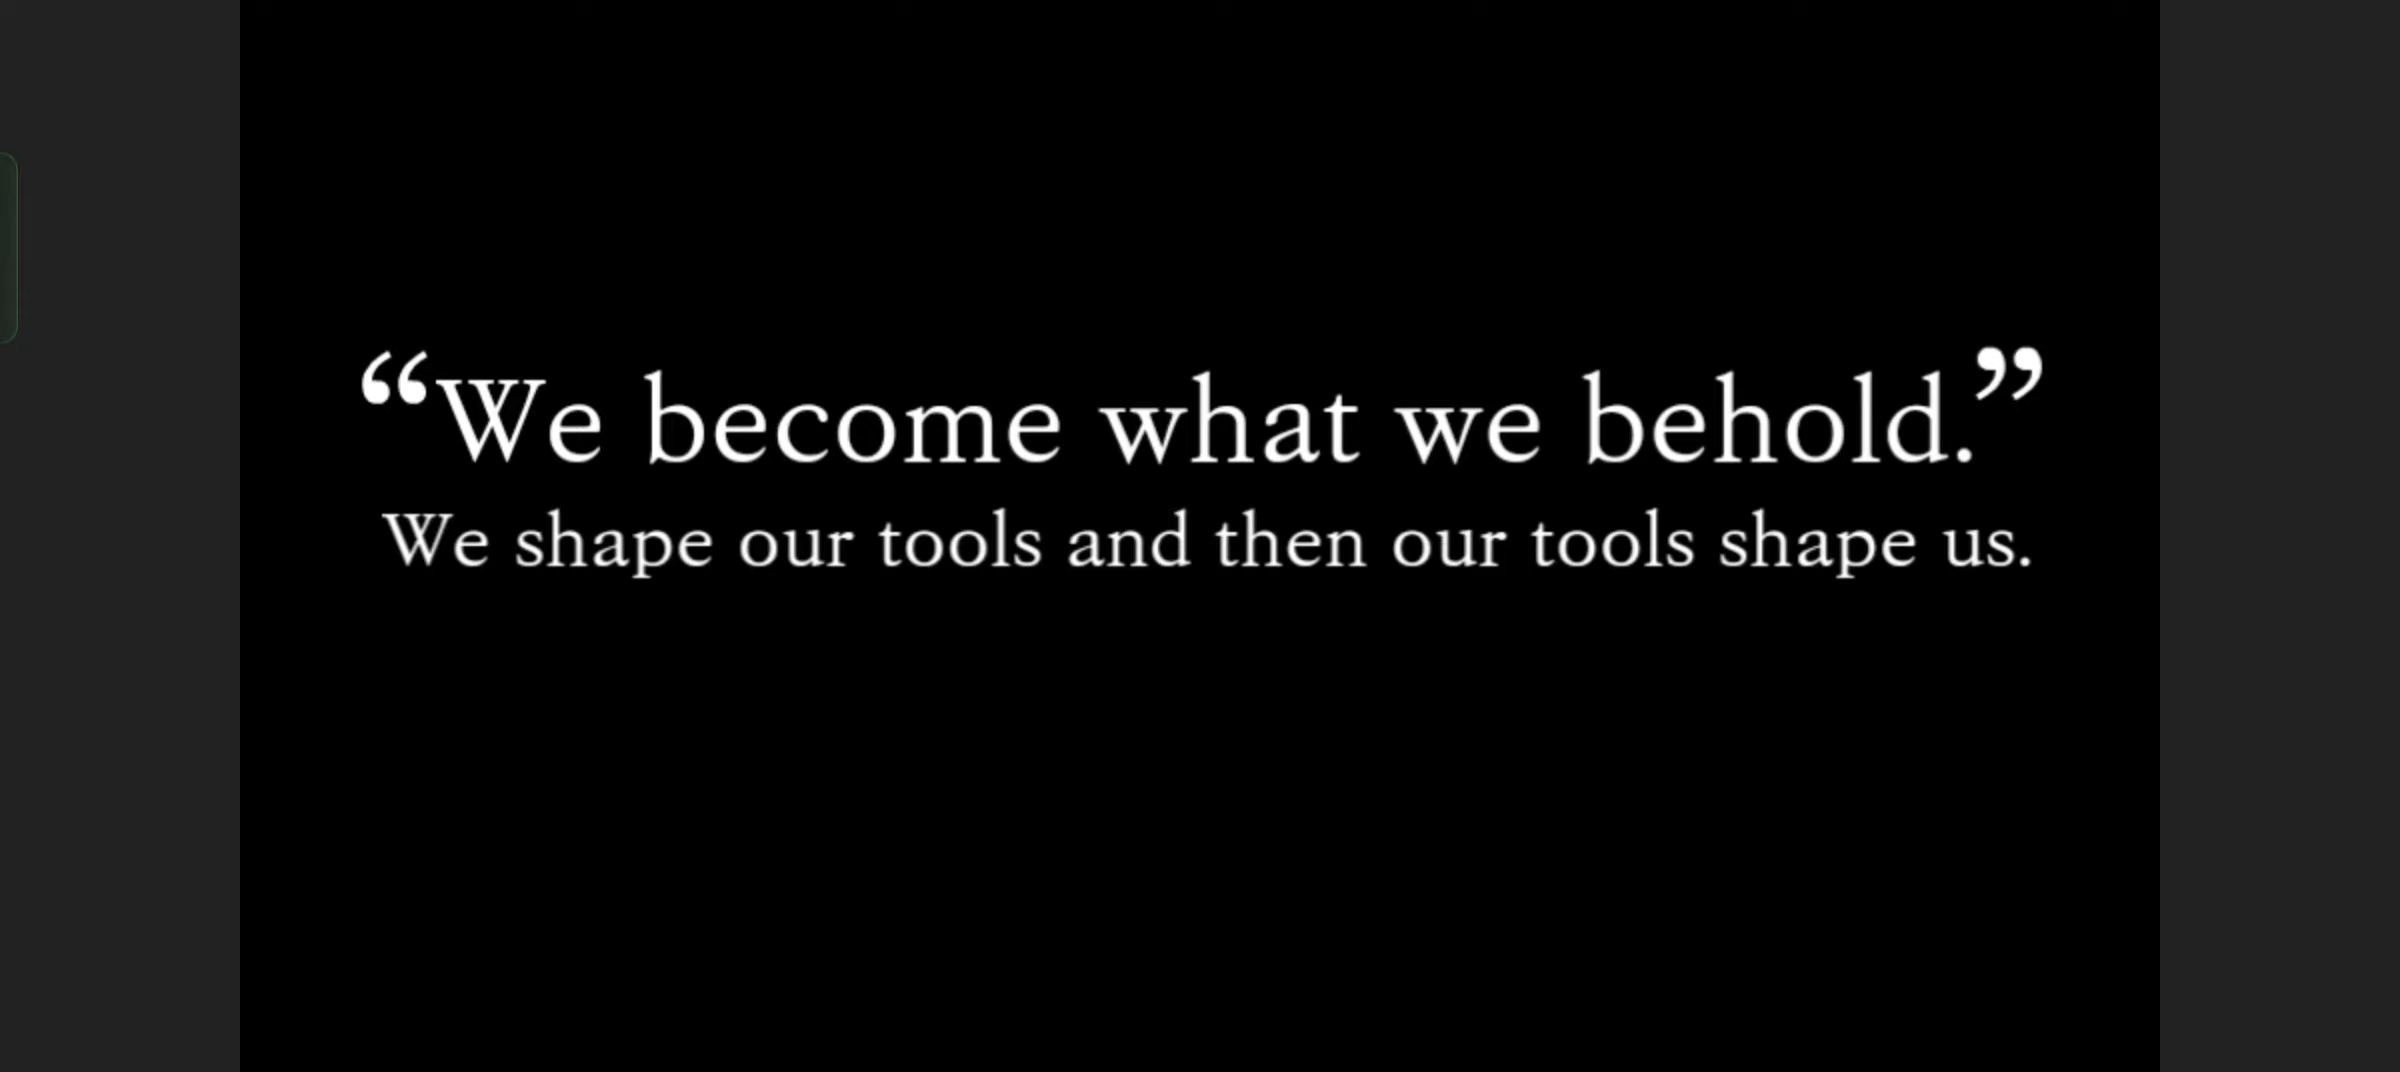 “We become what we behold.”
We shape our tools and then our tools shape us.